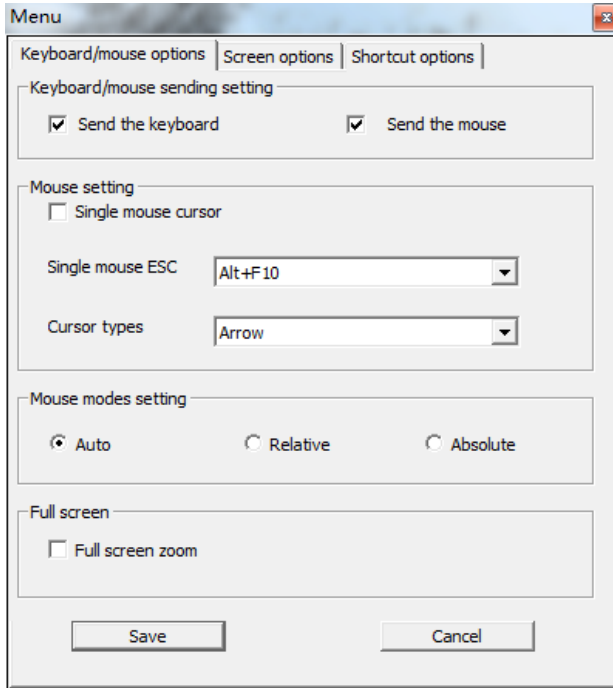 Menu
Keyboard/mouse options Screen options Shortcut options
Keyboard/mouse sending setting
Send the keyboard Send the mouse
Mouse setting
Single mouse cursor
Single mouse ESC Alt+F10
Cursor types Arrow
Mouse modes setting
Auto Relative Absolute
Full screen
Full screen zoom
Save Cancel